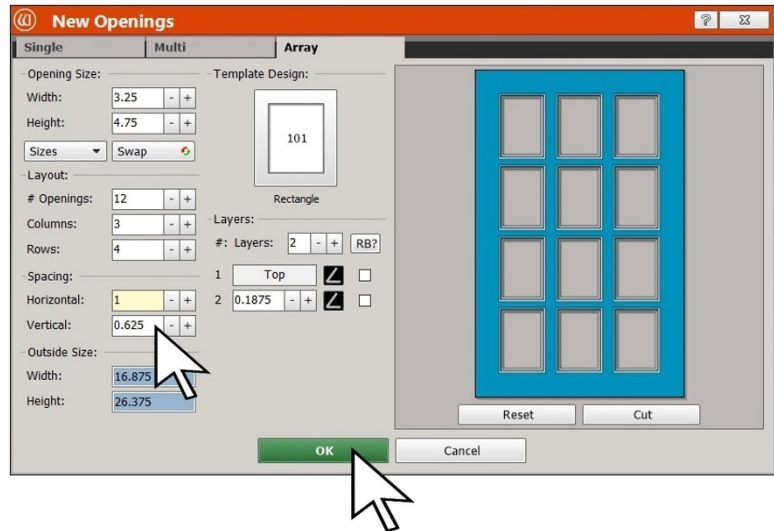 New Openings
? 
Single Multi Array
Opening Size:
Width: 3.25 - +
Height: 4.75 - +
Sizes Swap
Layout:
# Openings: 12 - +
Columns: 3 - +
Rows: 4 - +
Spacing:
Horizontal: 1 - +
Vertical: 0.625 - +
Outside Size:
Width: 16.875
Height: 26.375
Template Design:
101
Rectangle
Layers:
#: Layers: 2 - + RB?
1 Top
2 0.1875 - +
Reset Cut
OK Cancel